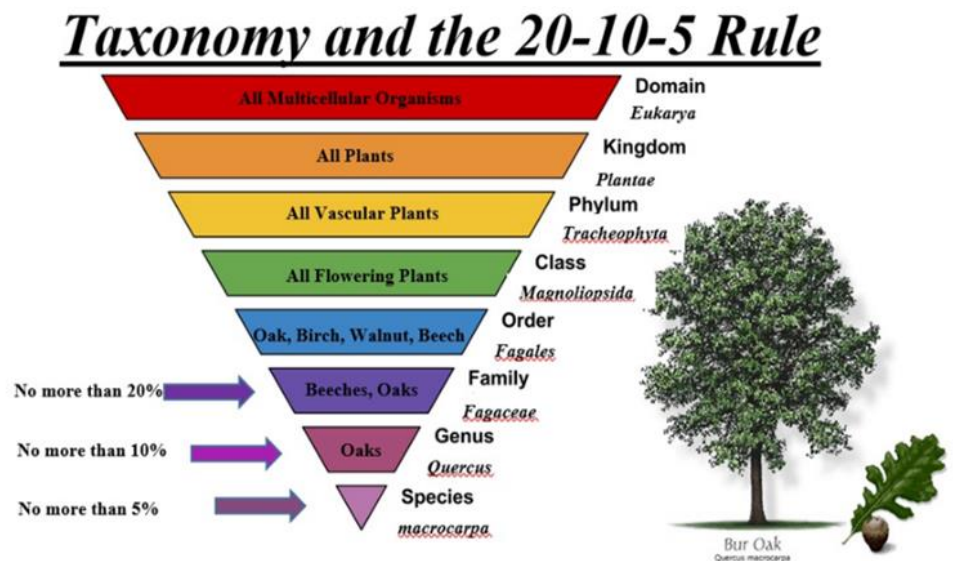 Taxonomy and the 20-10-5 Rule
All Multicellular Organisms
Domain
Eukarya
All Plants
Kingdom
Plantae
All Vascular Plants
Phylum
Tracheophyta
All Flowering Plants
Class
Magnoliopsida
Oak, Birch, Walnut, Beech
Order
Fagales
No more than 20%
Beeches, Oaks
Family
Fagaceae
No more than 10%
Oaks
Genus
Quercus
No more than 5%
Species
macrocarpa
Bur Oak
Quercus macrocarpa